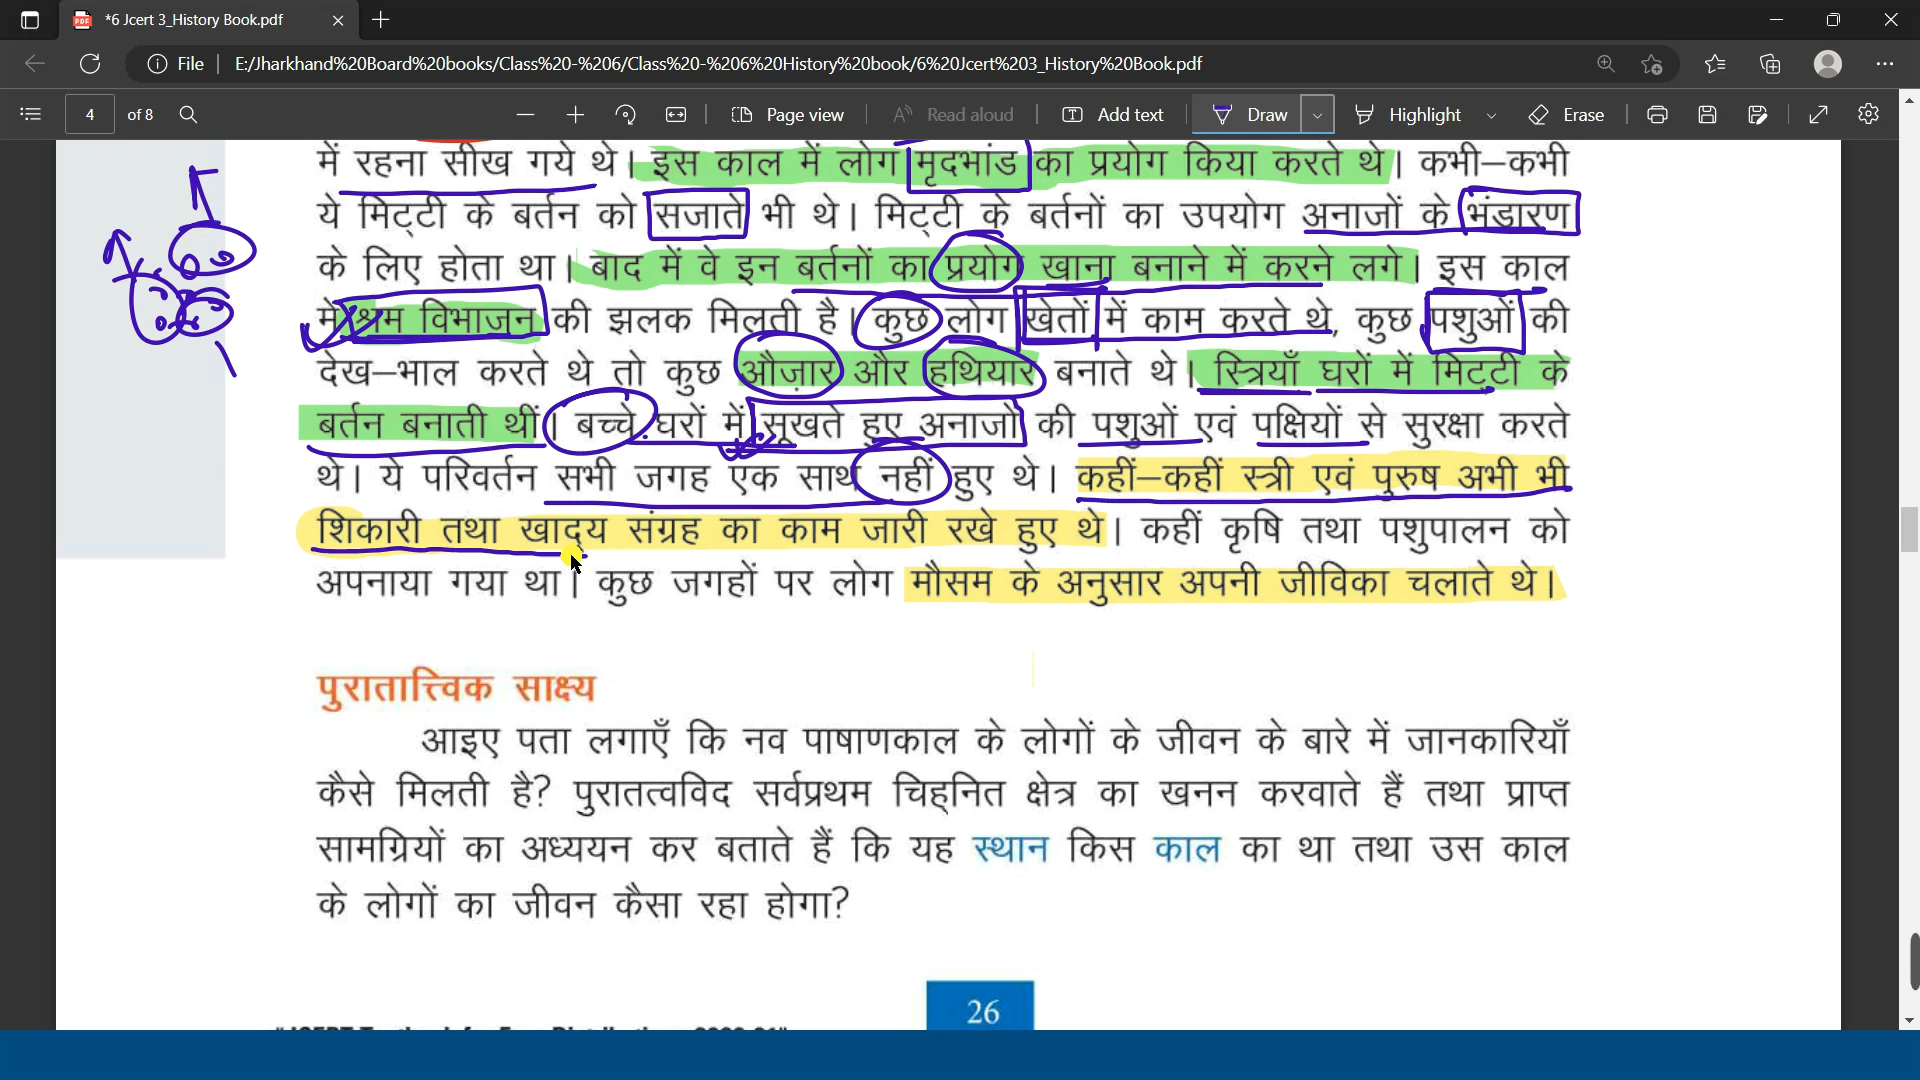 *6 Jcert 3_History Book.pdf
File
E:/Jharkhand%20Board%20books/Class%20-%206/Class%20-%206%20History%20book/6%20Jcert%203_History%20Book.pdf
4 of 8
Page view
Read aloud
Add text
Draw
Highlight
Erase
में रहना सीख गये थे। इस काल में लोग मृदभांड का प्रयोग किया करते थे। कभी–कभी
ये मिट्टी के बर्तन को सजाते भी थे। मिट्टी के बर्तनों का उपयोग अनाजों के भंडारण
के लिए होता था। बाद में वे इन बर्तनों का प्रयोग खाना बनाने में करने लगे। इस काल
में श्रम विभाजन की झलक मिलती है। कुछ लोग खेतों में काम करते थे, कुछ पशुओं की
देख–भाल करते थे तो कुछ औज़ार और हथियार बनाते थे। स्त्रियाँ घरों में मिट्टी के
बर्तन बनाती थीं। बच्चे घरों में सूखते हुए अनाजों की पशुओं एवं पक्षियों से सुरक्षा करते
थे। ये परिवर्तन सभी जगह एक साथ नहीं हुए थे। कहीं–कहीं स्त्री एवं पुरुष अभी भी
शिकारी तथा खाद्य संग्रह का काम जारी रखे हुए थे। कहीं कृषि तथा पशुपालन को
अपनाया गया था। कुछ जगहों पर लोग मौसम के अनुसार अपनी जीविका चलाते थे।
पुरातात्त्विक साक्ष्य
आइए पता लगाएँ कि नव पाषाणकाल के लोगों के जीवन के बारे में जानकारियाँ
कैसे मिलती है? पुरातत्वविद सर्वप्रथम चिह्नित क्षेत्र का खनन करवाते हैं तथा प्राप्त
सामग्रियों का अध्ययन कर बताते हैं कि यह स्थान किस काल का था तथा उस काल
के लोगों का जीवन कैसा रहा होगा?
26